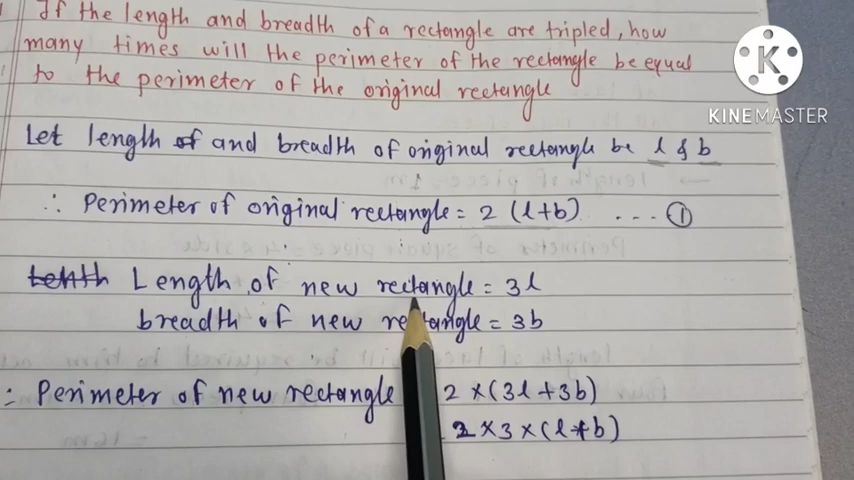 If the length and breadth of a rectangle are tripled, how
many times will the perimeter of the rectangle be equal
to the perimeter of the original rectangle
K
KINEMASTER
Let length of and breadth of original rectangle be l & b
∴ Perimeter of original rectangle = 2 (l+b) ... ①
Length of new rectangle = 3l
breadth of new rectangle = 3b
: Perimeter of new rectangle 2 × (3l + 3b)
2 × 3 × (l+b)